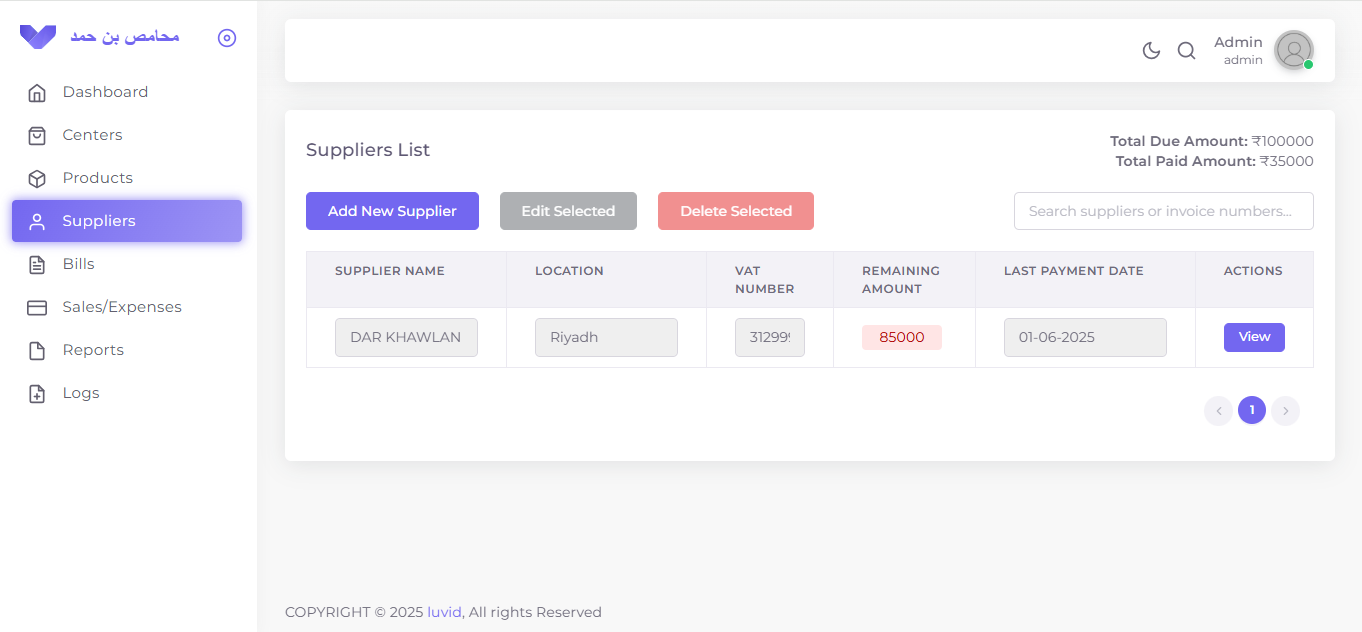 محامص بن حمد
Dashboard
Centers
Products
Suppliers
Bills
Sales/Expenses
Reports
Logs
Admin
admin
Suppliers List
Total Due Amount: ₹100000
Total Paid Amount: ₹35000
Add New Supplier
Edit Selected
Delete Selected
Search suppliers or invoice numbers...
SUPPLIER NAME
LOCATION
VAT
NUMBER
REMAINING
AMOUNT
LAST PAYMENT DATE
ACTIONS
DAR KHAWLAN
Riyadh
31299
85000
01-06-2025
View
1
COPYRIGHT © 2025 luvid, All rights Reserved